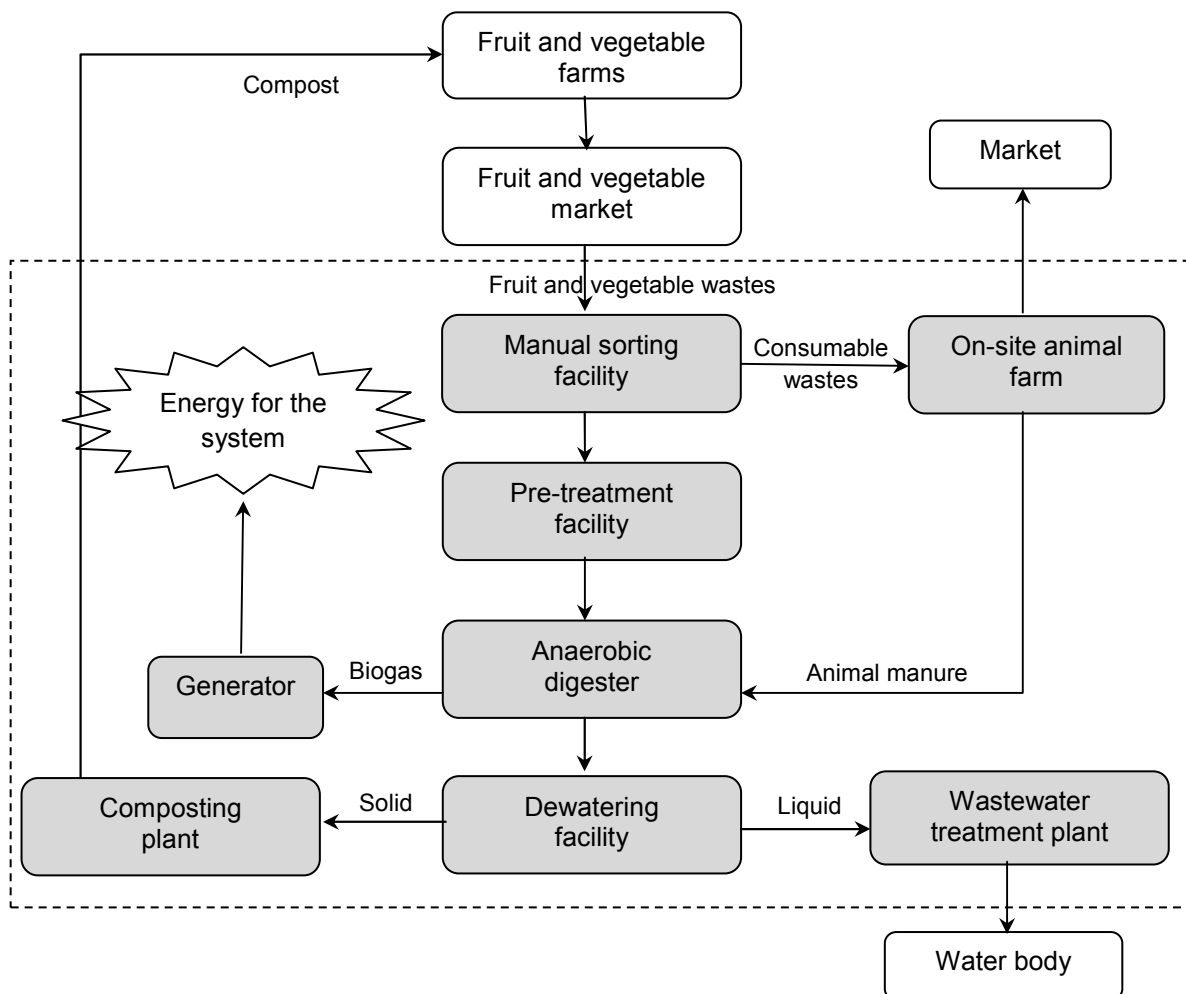 Fruit and vegetable
farms
Compost
Fruit and vegetable
market
Market
Fruit and vegetable wastes
Manual sorting
facility
Consumable
wastes
On-site animal
farm
Energy for the
system
Pre-treatment
facility
Anaerobic
digester
Biogas
Generator
Animal manure
Composting
plant
Solid
Dewatering
facility
Liquid
Wastewater
treatment plant
Water body